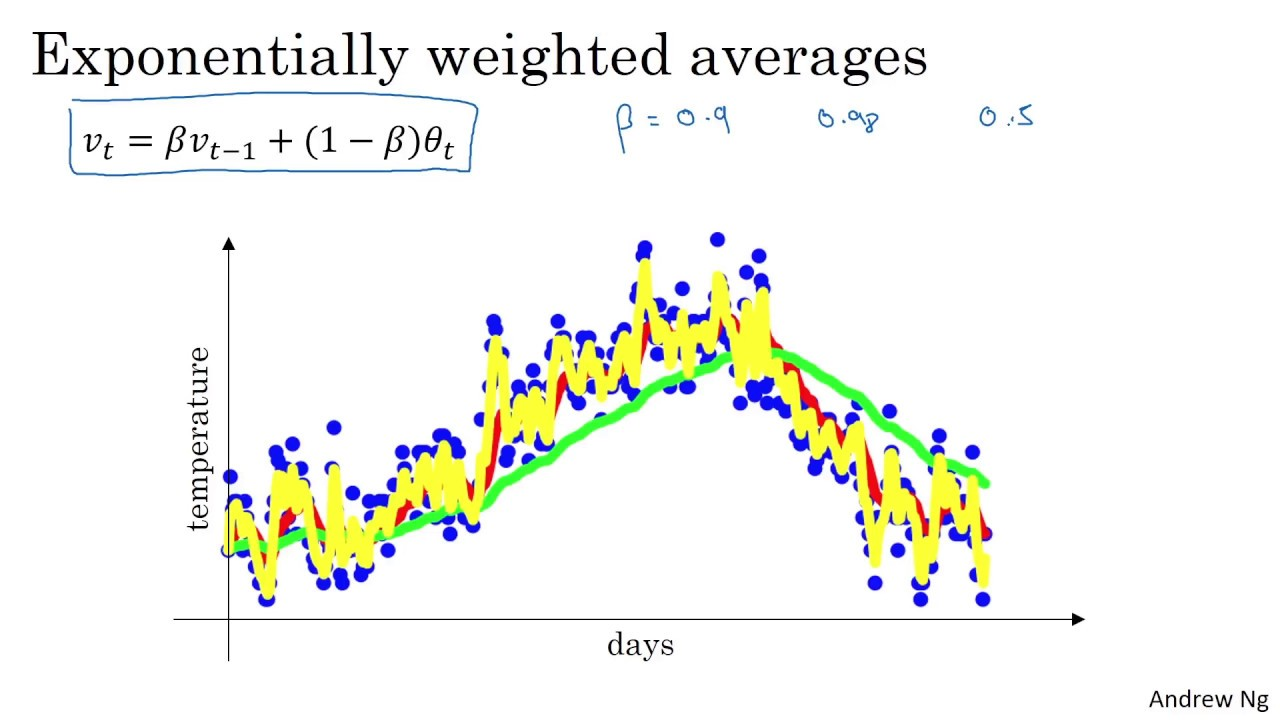 Exponentially weighted averages
v_t = βv_{t−1} + (1 − β)θ_t
β = 0.9 0.98 0.5
temperature
days
Andrew Ng